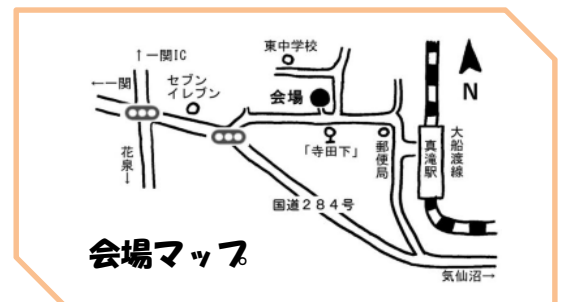 ↑一関IC
東中学校
←一関
セブン
イレブン
会場
N
花泉↓
「寺田下」
郵便局
真滝駅
大船渡線
国道284号
会場マップ
気仙沼→